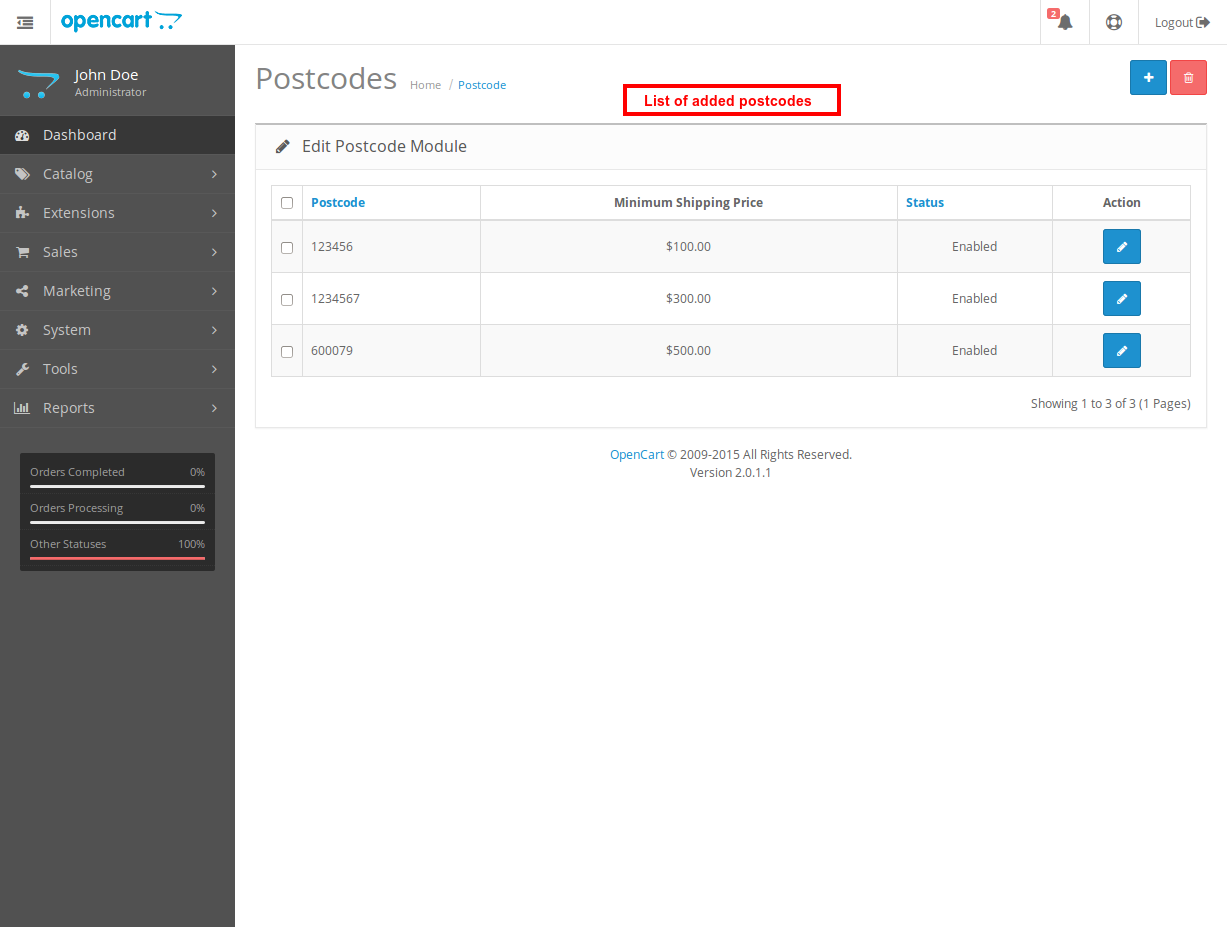 opencart
2
Logout
John Doe
Administrator
Dashboard
Catalog
Extensions
Sales
Marketing
System
Tools
Reports
Orders Completed 0%
Orders Processing 0%
Other Statuses 100%
Postcodes Home / Postcode
List of added postcodes
Edit Postcode Module
Postcode Minimum Shipping Price Status Action
123456 $100.00 Enabled
1234567 $300.00 Enabled
600079 $500.00 Enabled
Showing 1 to 3 of 3 (1 Pages)
OpenCart © 2009-2015 All Rights Reserved.
Version 2.0.1.1